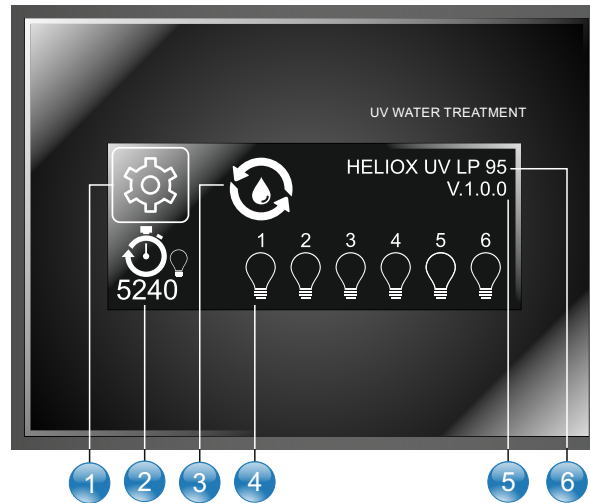 UV WATER TREATMENT
HELIOX UV LP 95
V.1.0.0
1 2 3 4 5 6
5240
1 2 3 4 5 6